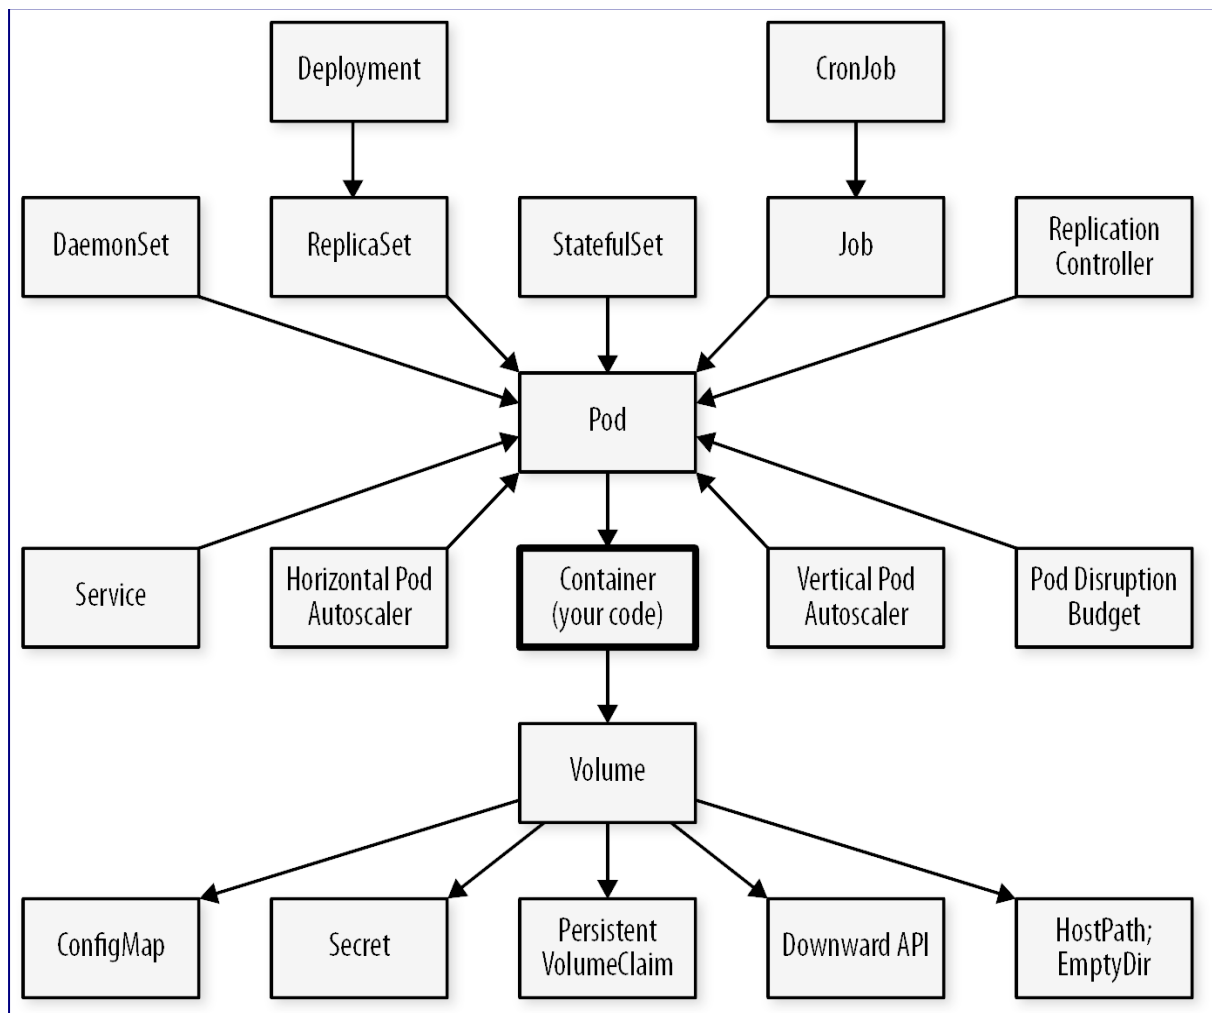 Deployment
CronJob
DaemonSet
ReplicaSet
StatefulSet
Job
Replication
Controller
Pod
Service
Horizontal Pod
Autoscaler
Container
(your code)
Vertical Pod
Autoscaler
Pod Disruption
Budget
Volume
ConfigMap
Secret
Persistent
VolumeClaim
Downward API
HostPath;
EmptyDir